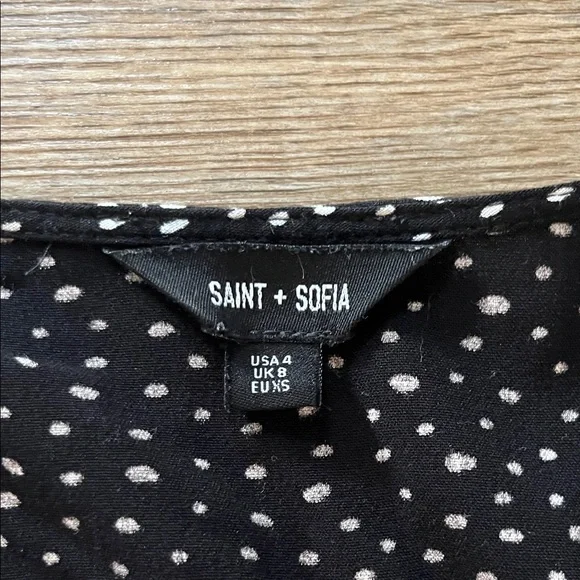 SAINT + SOFIA
USA 4
UK 8
EU XS